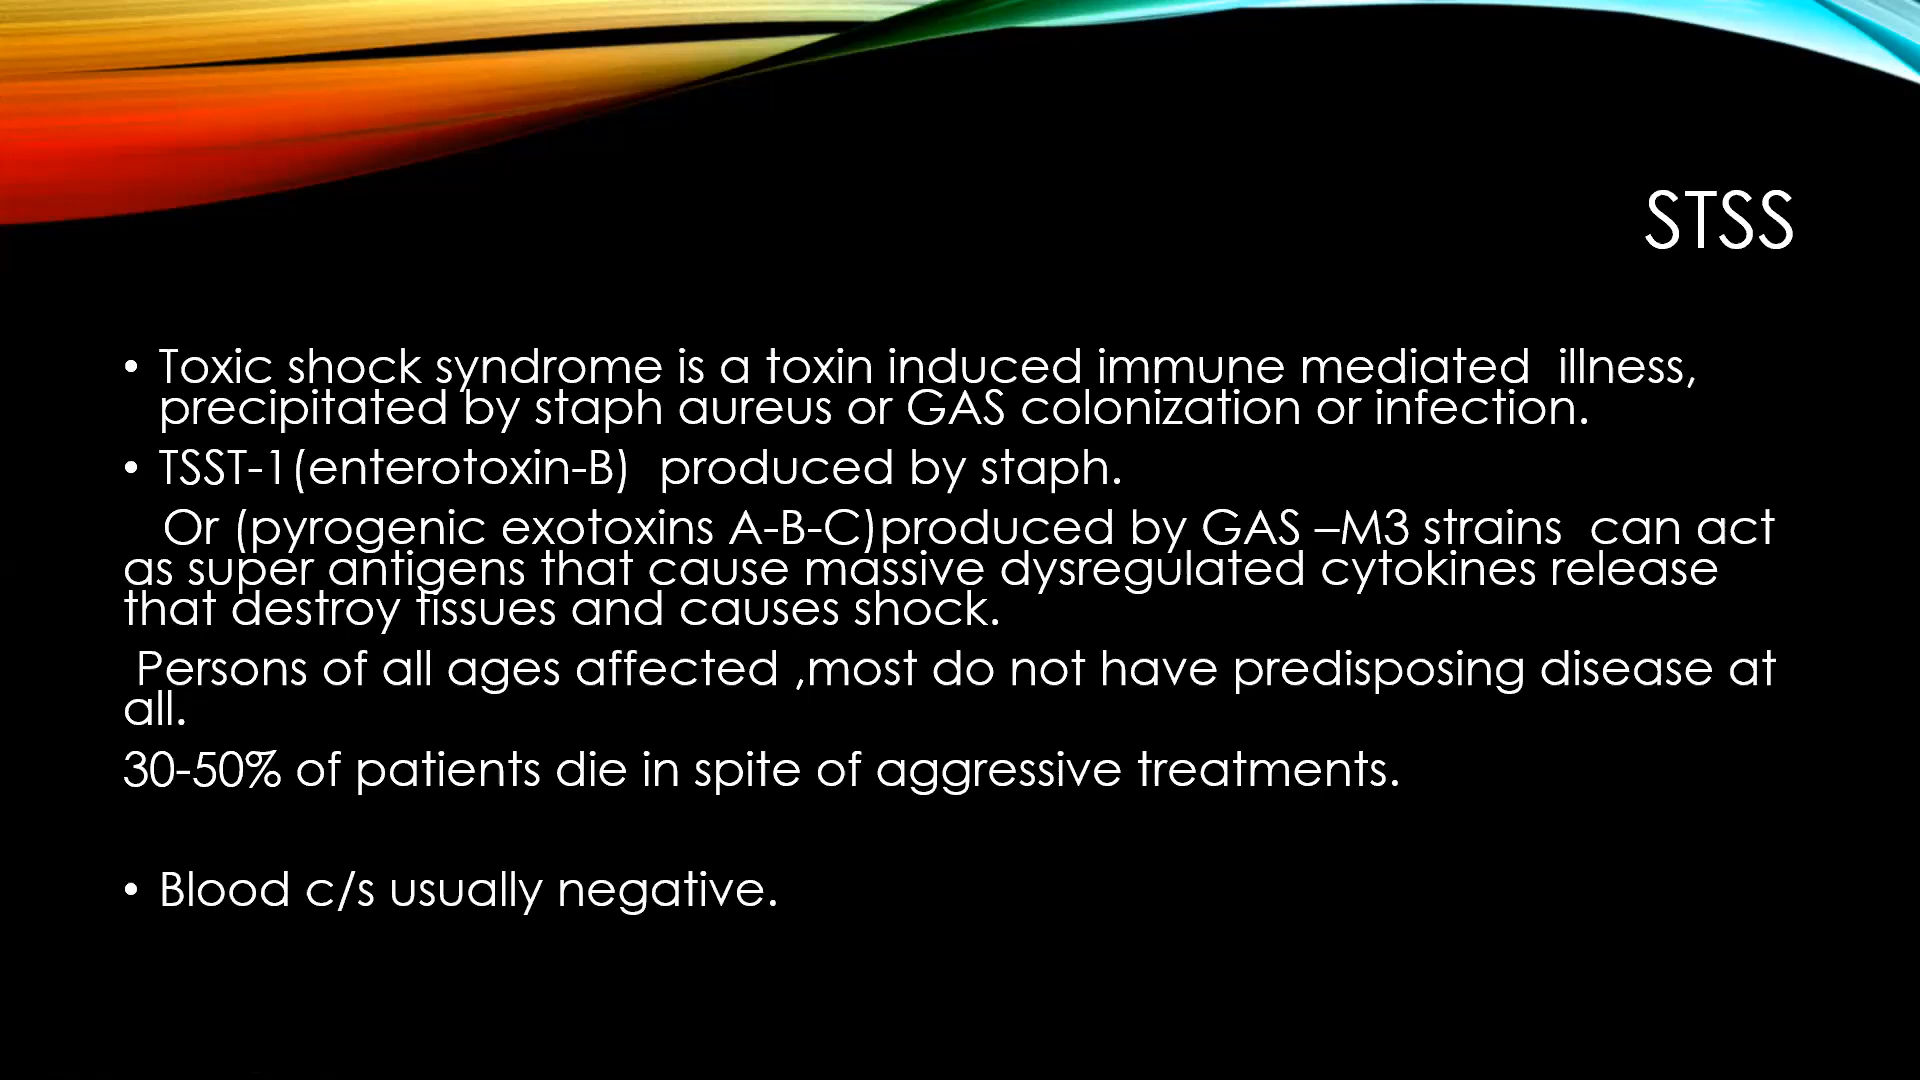 STSS
• Toxic shock syndrome is a toxin induced immune mediated  illness,
precipitated by staph aureus or GAS colonization or infection.
• TSST-1(enterotoxin-B)  produced by staph.
Or (pyrogenic exotoxins A-B-C)produced by GAS –M3 strains  can act
as super antigens that cause massive dysregulated cytokines release
that destroy tissues and causes shock.
Persons of all ages affected ,most do not have predisposing disease at
all.
30-50% of patients die in spite of aggressive treatments.
• Blood c/s usually negative.